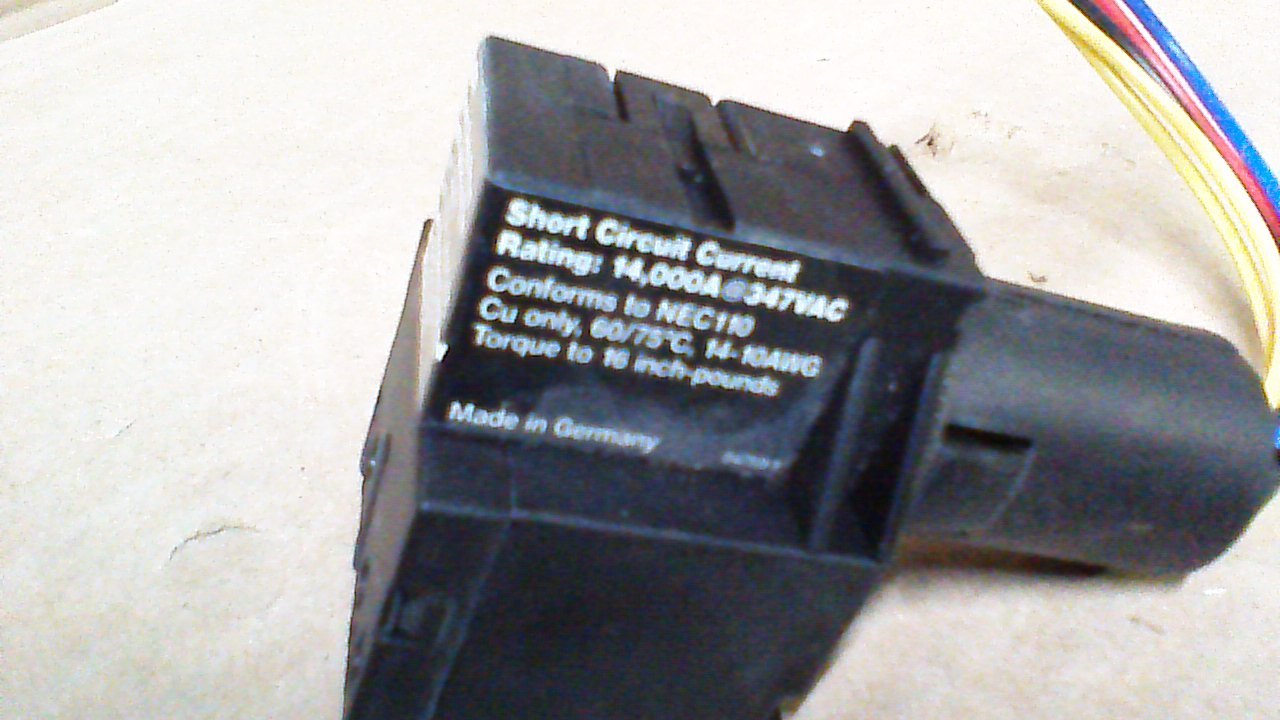 Short Circuit Current
Rating: 14,000A@347VAC
Conforms to NEC110
Cu only, 60/75°C, 14-10AWG
Torque to 16 inch-pounds
Made in Germany